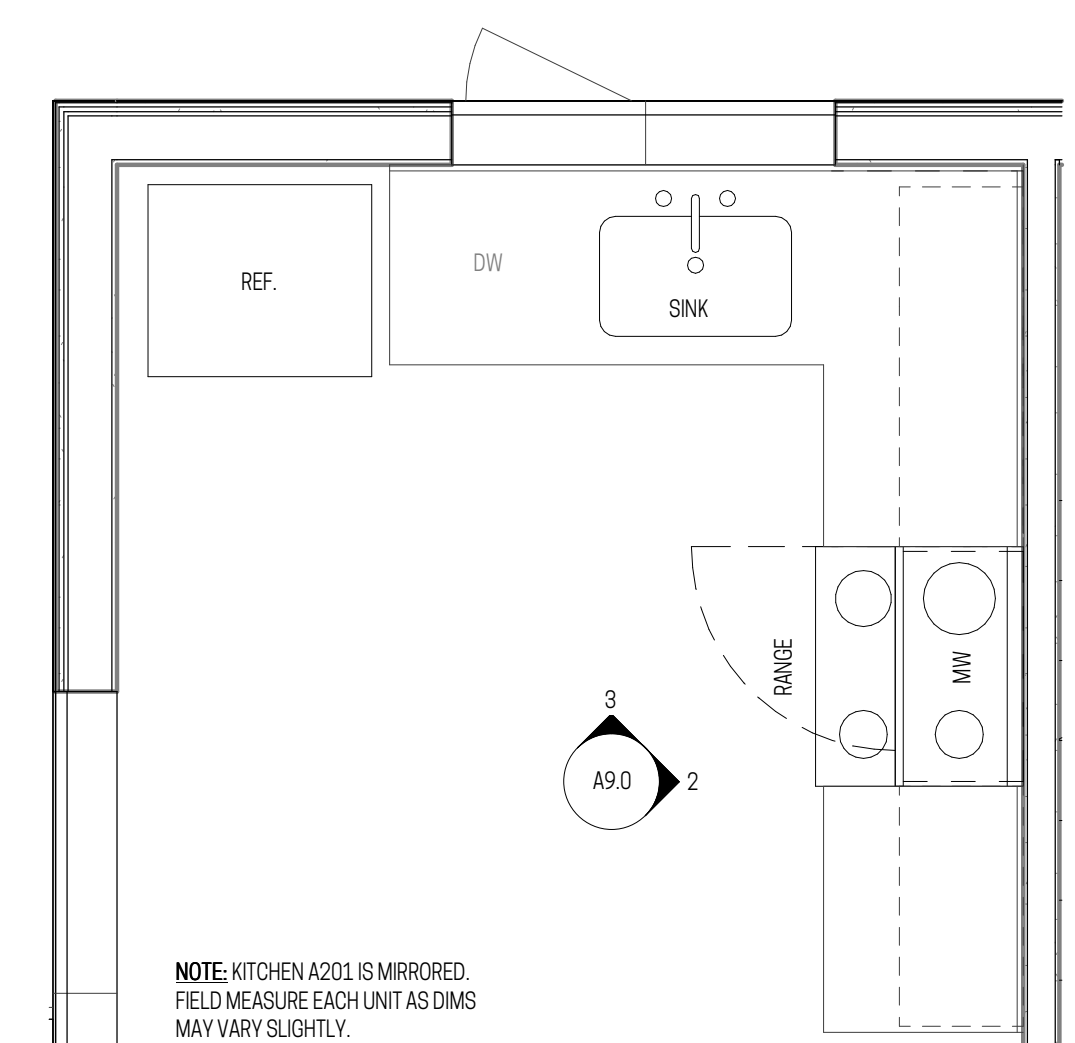 REF.
DW
SINK
RANGE
MW
3
A9.0
2
NOTE: KITCHEN A201 IS MIRRORED.
FIELD MEASURE EACH UNIT AS DIMS
MAY VARY SLIGHTLY.